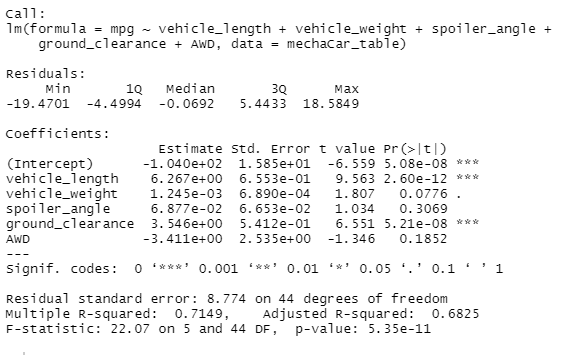 Call:
lm(formula = mpg ~ vehicle_length + vehicle_weight + spoiler_angle +
    ground_clearance + AWD, data = mechaCar_table)

Residuals:
     Min       1Q   Median       3Q      Max
-19.4701  -4.4994  -0.0692   5.4433  18.5849

Coefficients:
                   Estimate Std. Error t value Pr(>|t|)
(Intercept)      -1.040e+02  1.585e+01  -6.559 5.08e-08 ***
vehicle_length    6.267e+00  6.553e-01   9.563 2.60e-12 ***
vehicle_weight    1.245e-03  6.890e-04   1.807   0.0776 .
spoiler_angle     6.877e-02  6.653e-02   1.034   0.3069
ground_clearance  3.546e+00  5.412e-01   6.551 5.21e-08 ***
AWD              -3.411e+00  2.535e+00  -1.346   0.1852
---
Signif. codes:  0 ‘***’ 0.001 ‘**’ 0.01 ‘*’ 0.05 ‘.’ 0.1 ‘ ’ 1

Residual standard error: 8.774 on 44 degrees of freedom
Multiple R-squared:  0.7149,	Adjusted R-squared:  0.6825
F-statistic: 22.07 on 5 and 44 DF,  p-value: 5.35e-11